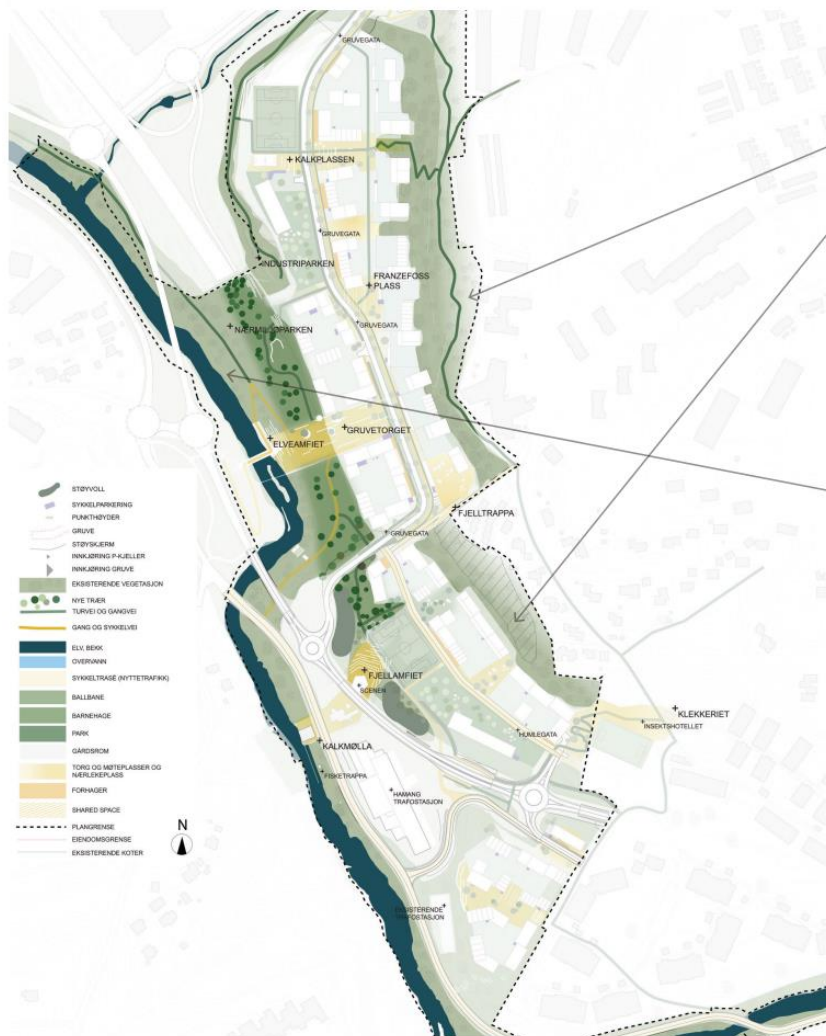 GRUVEGATA
KALKPLASSEN
GRUVEGATA
INDUSTRIPARKEN
FRANZEFOSS
PLASS
NÆRMILJØPARKEN
GRUVEGATA
GRUVETORGET
ELVEAMFIET
FJELLTRAPPA
GRUVEGATA
FJELLAMFIET
SCENEN
KLEKKERIET
INSEKTSHOTELLET
HUMLEGATA
KALKMØLLA
FISKETRAPPA
HAMANG
TRAFOSTASJON
EKSISTERENDE
TRAFOSTASJON
STØYVOLL
SYKKELPARKERING
PUNKTHØYDER
GRUVE
STØYSKJERM
INNKJØRING P-KJELLER
INNKJØRING GRUVE
EKSISTERENDE VEGETASJON
NYE TRÆR
TURVEI OG GANGVEI
GANG OG SYKKELVEI
ELV, BEKK
OVERVANN
SYKKELTRASÉ (NYTTETRAFIKK)
BALLBANE
BARNEHAGE
PARK
GÅRDSROM
TORG OG MØTEPLASSER OG
NÆRLEKEPLASS
FORHAGER
SHARED SPACE
PLANGRENSE
EIENDOMSGRENSE
EKSISTERENDE KOTER
N